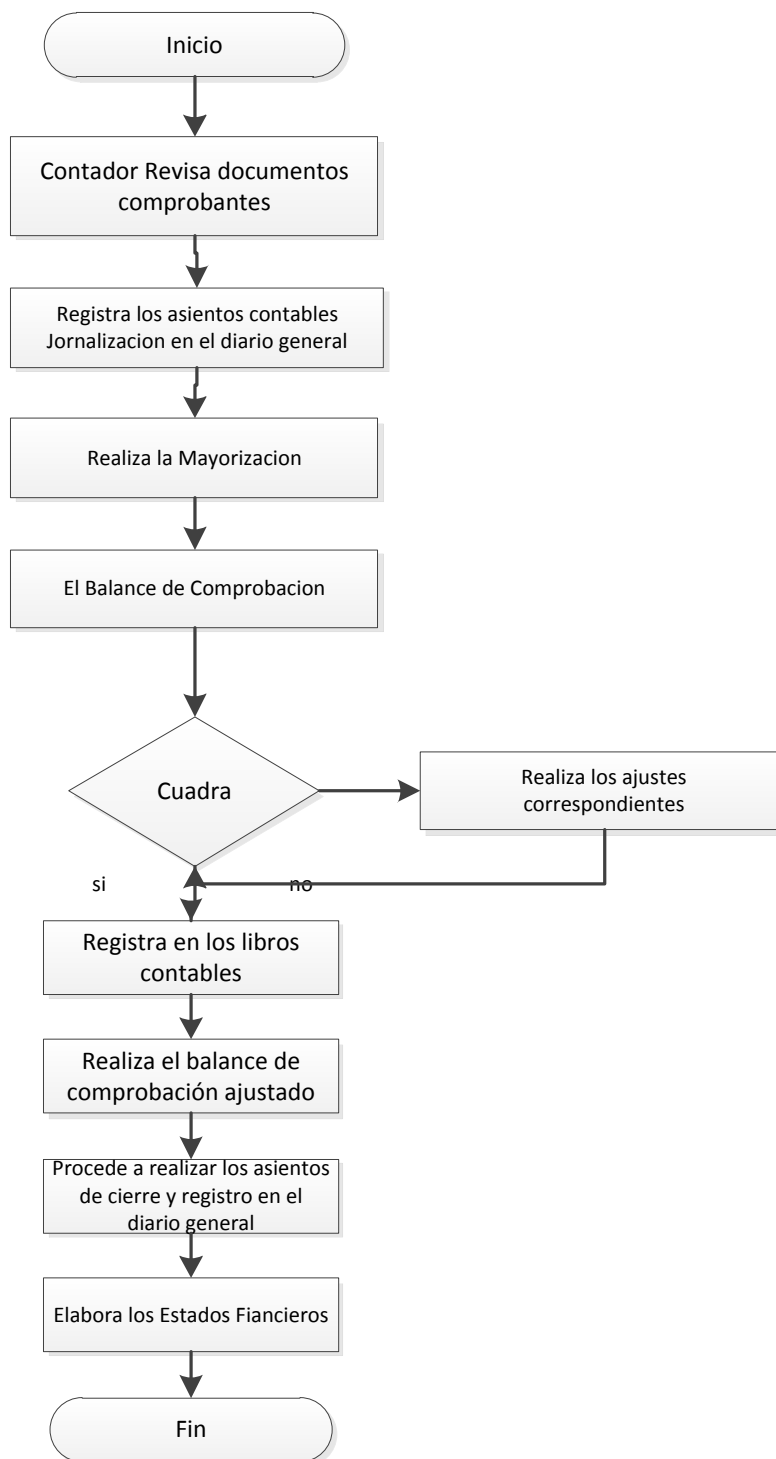 Inicio
Contador Revisa documentos
comprobantes
Registra los asientos contables
Jornalizacion en el diario general
Realiza la Mayorizacion
El Balance de Comprobacion
Cuadra
Realiza los ajustes
correspondientes
si
no
Registra en los libros
contables
Realiza el balance de
comprobación ajustado
Procede a realizar los asientos
de cierre y registro en el
diario general
Elabora los Estados Fiancieros
Fin